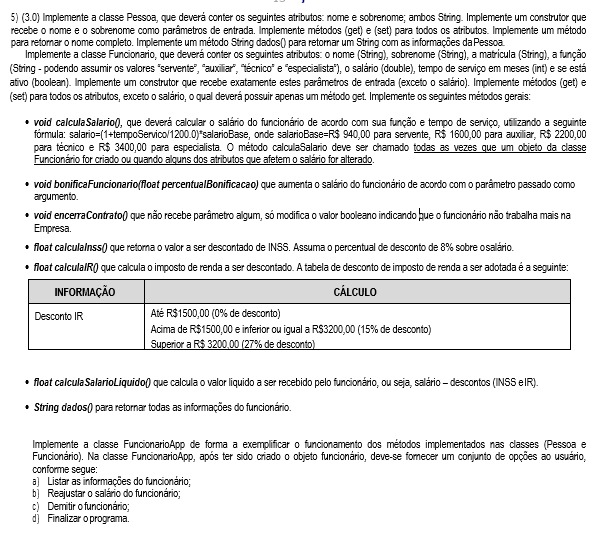 5) (3.0) Implemente a classe Pessoa, que deverá conter os seguintes atributos: nome e sobrenome; ambos String. Implemente um construtor que
recebe o nome e o sobrenome como parâmetros de entrada. Implemente métodos (get) e (set) para todos os atributos. Implemente um método
para retornar o nome completo. Implemente um método String dados() para retornar um String com as informações da Pessoa.
Implemente a classe Funcionario, que deverá conter os seguintes atributos: o nome (String), sobrenome (String), a matrícula (String), a função
(String - podendo assumir os valores "servente", "auxiliar", "técnico" e "especialista"), o salário (double), tempo de serviço em meses (int) e se está
ativo (boolean). Implemente um construtor que recebe exatamente estes parâmetros de entrada (exceto o salário). Implemente métodos (get) e
(set) para todos os atributos, exceto o salário, o qual deverá possuir apenas um método get. Implemente os seguintes métodos gerais:
• void calculaSalario(), que deverá calcular o salário do funcionário de acordo com sua função e tempo de serviço, utilizando a seguinte
fórmula: salario=(1+tempoServico/1200.0)*salarioBase, onde salarioBase=R$ 940,00 para servente, R$ 1600,00 para auxiliar, R$ 2200,00
para técnico e R$ 3400,00 para especialista. O método calculaSalario deve ser chamado todas as vezes que um objeto da classe
Funcionário for criado ou quando alguns dos atributos que afetem o salário for alterado.
• void bonificaFuncionario(float percentualBonificacao) que aumenta o salário do funcionário de acordo com o parâmetro passado como
argumento.
• void encerraContrato() que não recebe parâmetro algum, só modifica o valor booleano indicando que o funcionário não trabalha mais na
Empresa.
• float calculaInss() que retorna o valor a ser descontado de INSS. Assuma o percentual de desconto de 8% sobre o salário.
• float calculaIR() que calcula o imposto de renda a ser descontado. A tabela de desconto de imposto de renda a ser adotada é a seguinte:
INFORMAÇÃO CÁLCULO
Desconto IR
Até R$1500,00 (0% de desconto)
Acima de R$1500,00 e inferior ou igual a R$3200,00 (15% de desconto)
Superior a R$ 3200,00 (27% de desconto)
• float calculaSalarioLiquido() que calcula o valor liquido a ser recebido pelo funcionário, ou seja, salário – descontos (INSS e IR).
• String dados() para retornar todas as informações do funcionário.
Implemente a classe FuncionarioApp de forma a exemplificar o funcionamento dos métodos implementados nas classes (Pessoa e
Funcionário). Na classe FuncionarioApp, após ter sido criado o objeto funcionário, deve-se fornecer um conjunto de opções ao usuário,
conforme segue:
a) Listar as informações do funcionário;
b) Reajustar o salário do funcionário;
c) Demitir o funcionário;
d) Finalizar o programa.